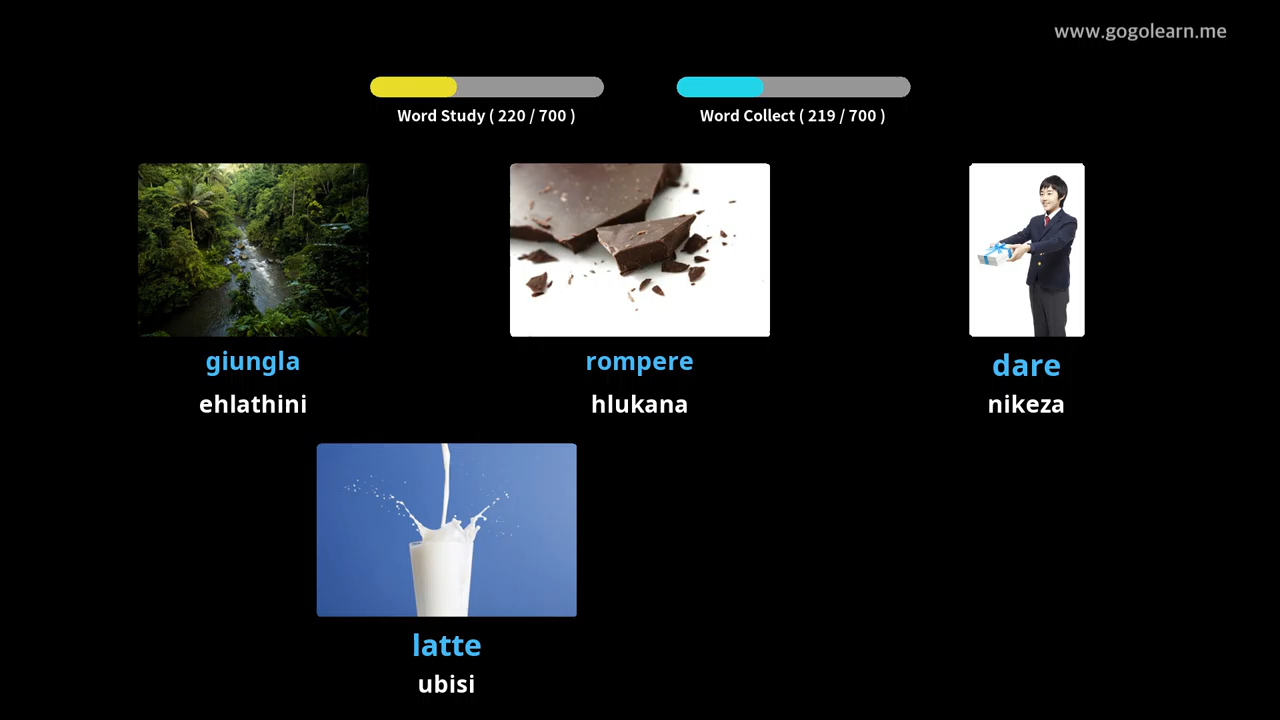 www.gogolearn.me
Word Study ( 220 / 700 )
Word Collect ( 219 / 700 )
giungla
ehlathini
rompere
hlukana
dare
nikeza
latte
ubisi